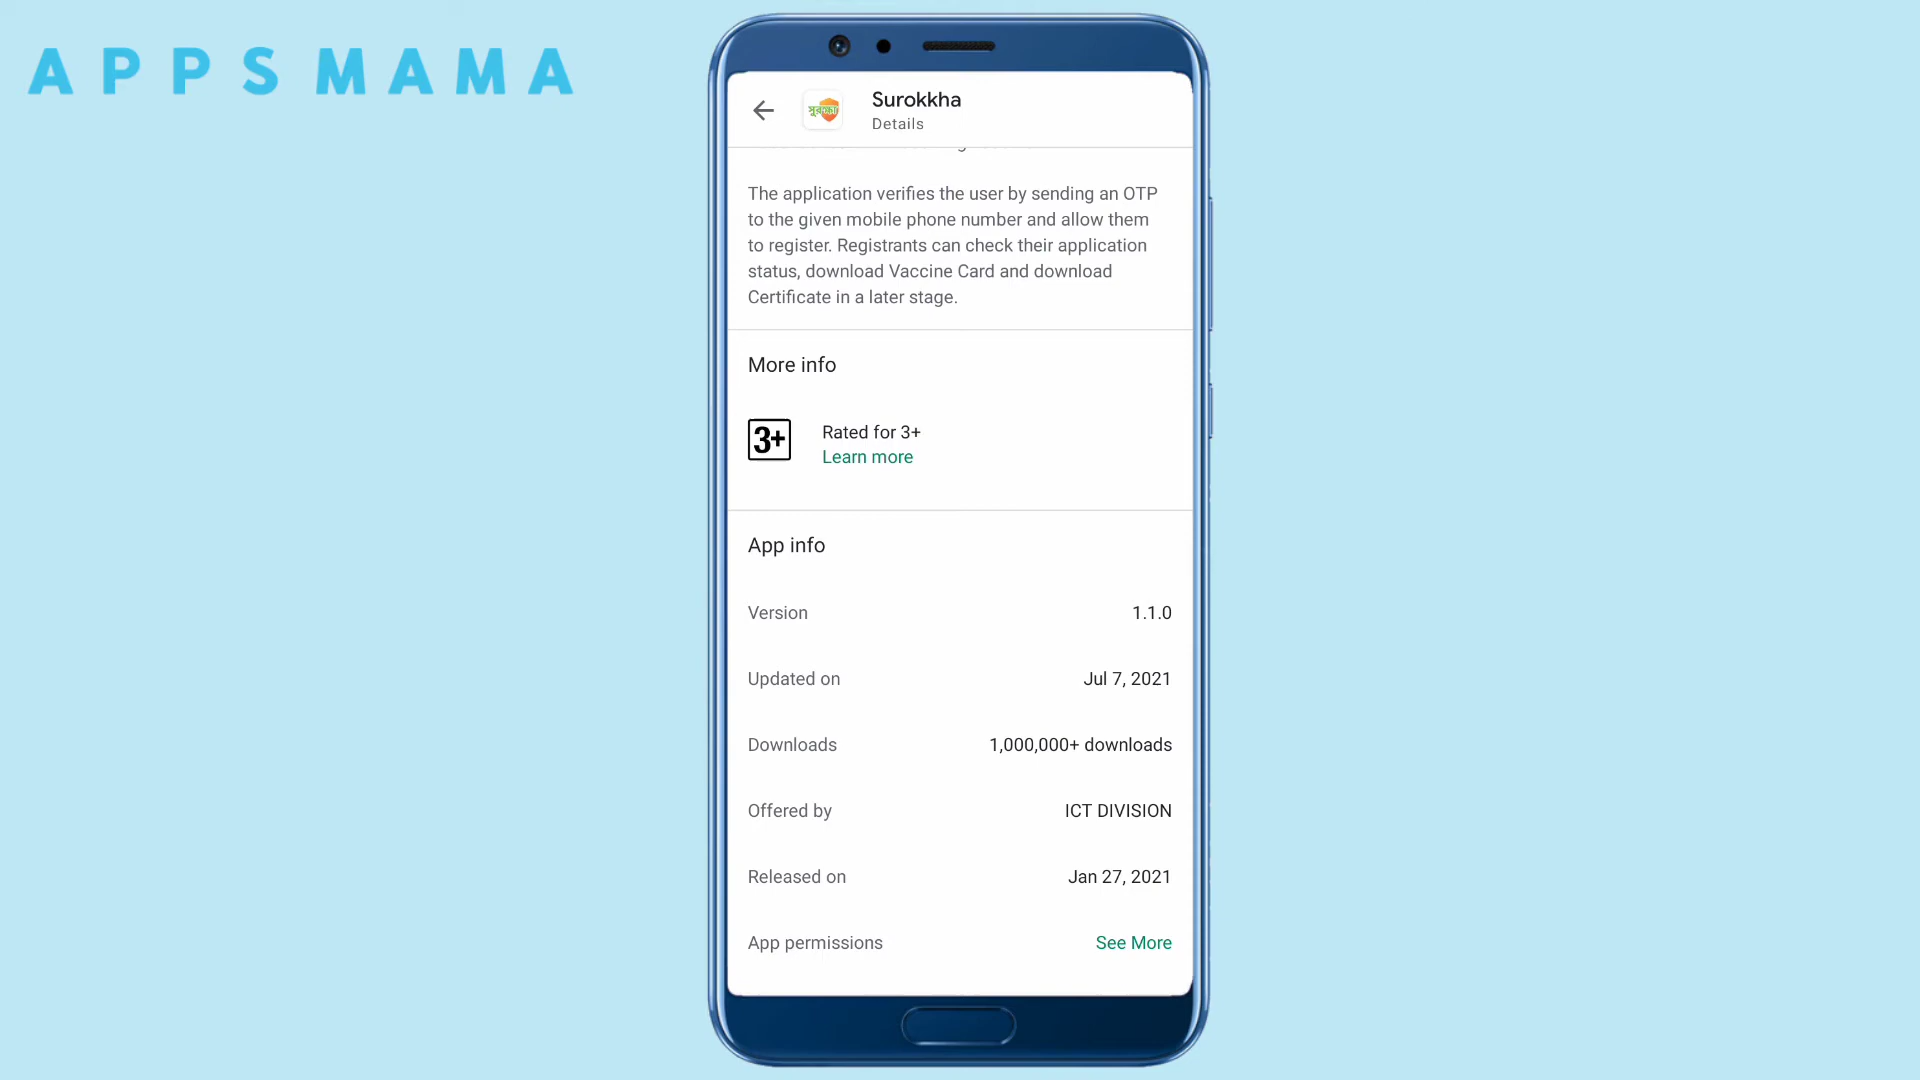 APPSMAMA
সুরক্ষা
Surokkha
Details
The application verifies the user by sending an OTP
to the given mobile phone number and allow them
to register. Registrants can check their application
status, download Vaccine Card and download
Certificate in a later stage.
More info
3+
Rated for 3+
Learn more
App info
Version 1.1.0
Updated on Jul 7, 2021
Downloads 1,000,000+ downloads
Offered by ICT DIVISION
Released on Jan 27, 2021
App permissions See More